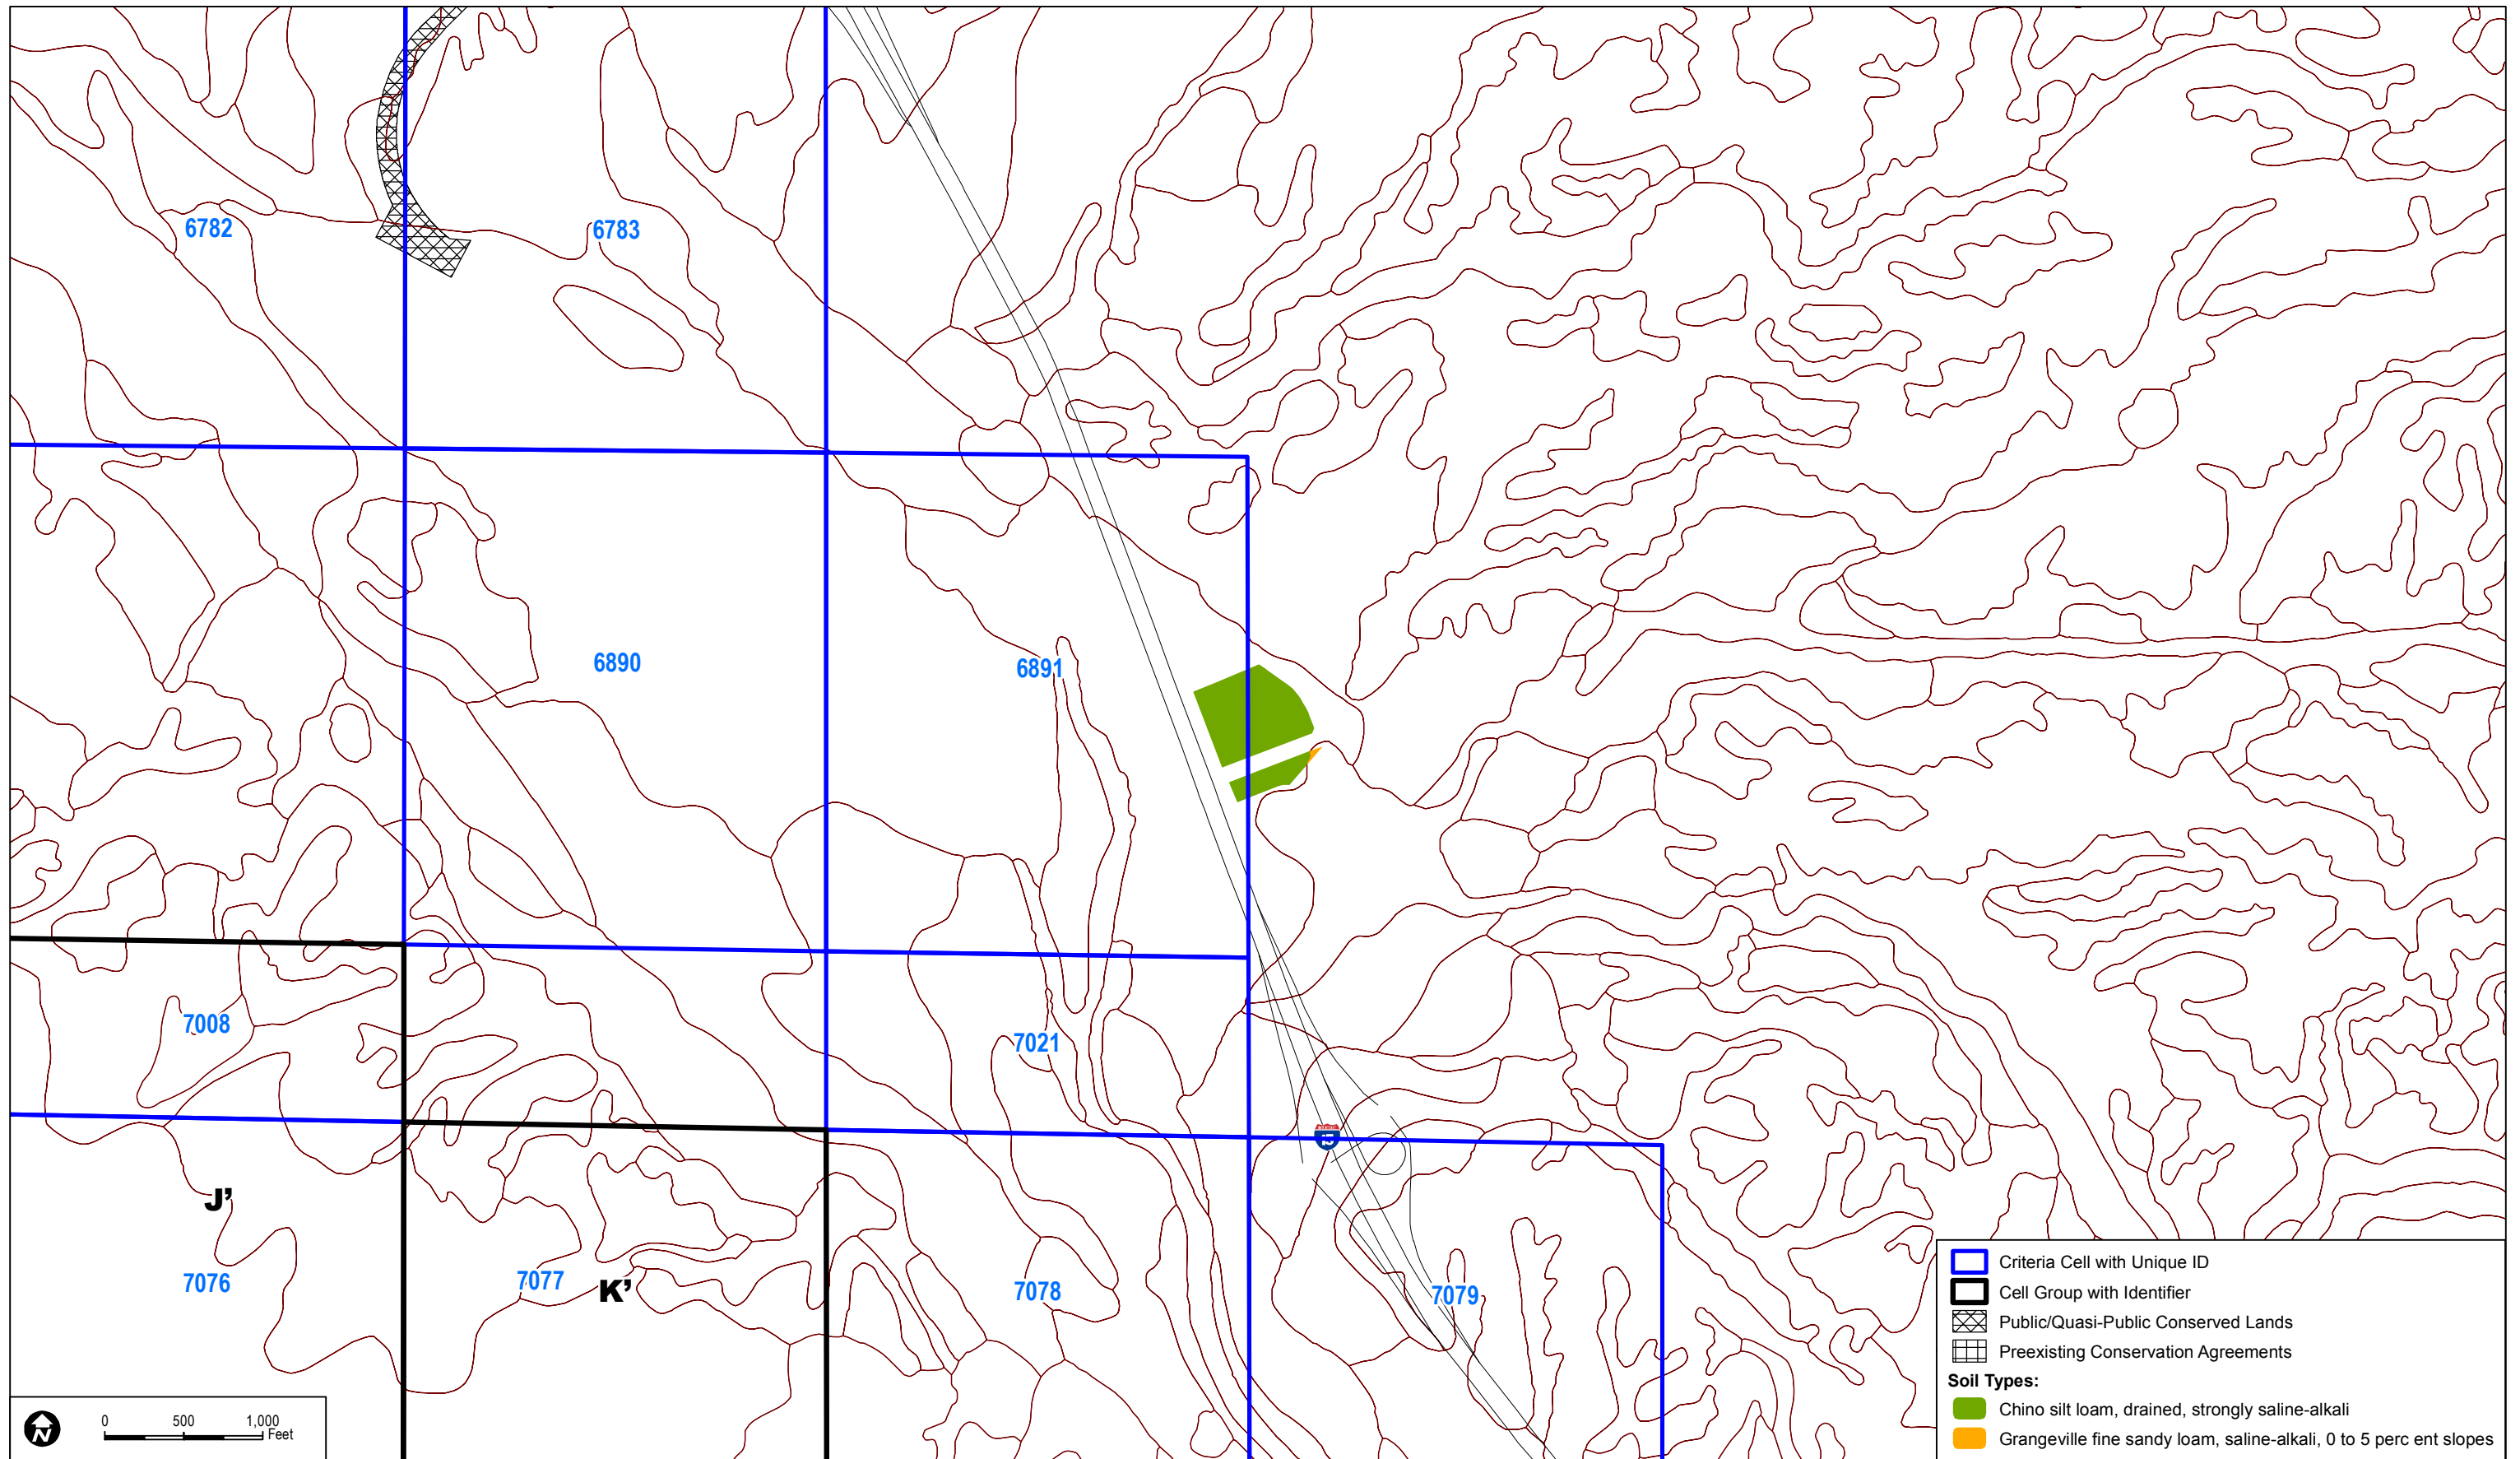 6782
6783
6890
6891
7008
7021
J’
7076
7077
K’
7078
7079
15
N
0 500 1,000
Feet
Criteria Cell with Unique ID
Cell Group with Identifier
Public/Quasi-Public Conserved Lands
Preexisting Conservation Agreements
Soil Types:
Chino silt loam, drained, strongly saline-alkali
Grangeville fine sandy loam, saline-alkali, 0 to 5 perc ent slopes